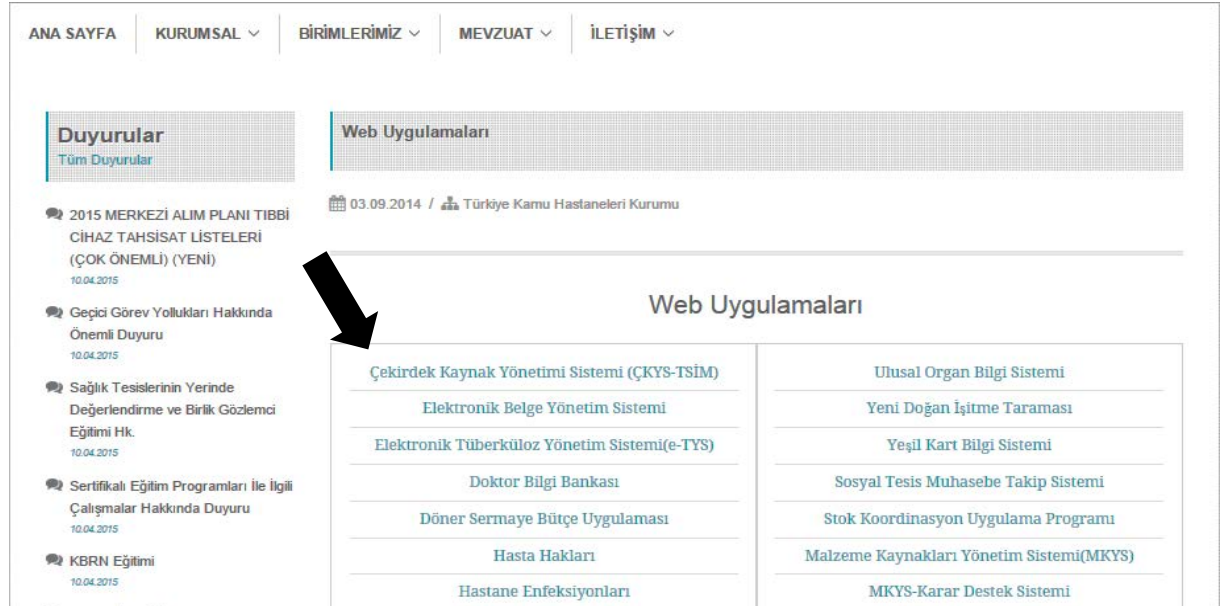 ANA SAYFA
KURUMSAL
BİRİMLERİMİZ
MEVZUAT
İLETİŞİM
Duyurular
Tüm Duyurular
2015 MERKEZİ ALIM PLANI TIBBİ
CİHAZ TAHSİSAT LİSTELERİ
(ÇOK ÖNEMLİ) (YENİ)
10.04.2015
Geçici Görev Yollukları Hakkında
Önemli Duyuru
10.04.2015
Sağlık Tesislerinin Yerinde
Değerlendirme ve Birlik Gözlemci
Eğitimi Hk.
10.04.2015
Sertifikalı Eğitim Programları İle İlgili
Çalışmalar Hakkında Duyuru
10.04.2015
KBRN Eğitimi
10.04.2015
Web Uygulamaları
03.09.2014 / Türkiye Kamu Hastaneleri Kurumu
Web Uygulamaları
Çekirdek Kaynak Yönetimi Sistemi (ÇKYS-TSİM)
Elektronik Belge Yönetim Sistemi
Elektronik Tüberküloz Yönetim Sistemi(e-TYS)
Doktor Bilgi Bankası
Döner Sermaye Bütçe Uygulaması
Hasta Hakları
Hastane Enfeksiyonları
Ulusal Organ Bilgi Sistemi
Yeni Doğan İşitme Taraması
Yeşil Kart Bilgi Sistemi
Sosyal Tesis Muhasebe Takip Sistemi
Stok Koordinasyon Uygulama Programı
Malzeme Kaynakları Yönetim Sistemi(MKYS)
MKYS-Karar Destek Sistemi